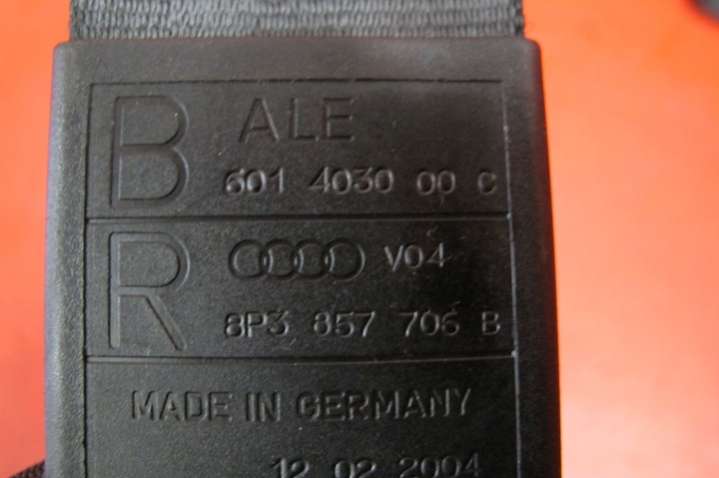 B ALE
601 4030 00 C
R V04
8P3 857 706 B
MADE IN GERMANY
12 02 2004